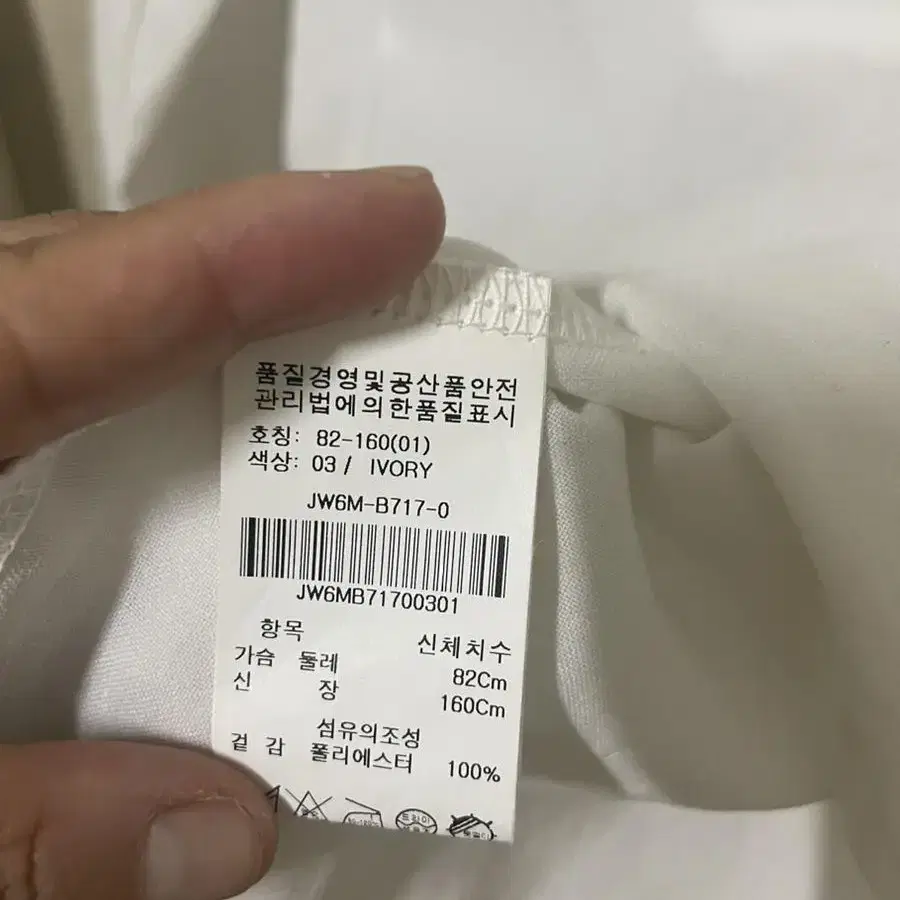 품질경영및공산품안전
관리법에의한품질표시
호칭: 82-160(01)
색상: 03 / IVORY
JW6M-B717-0
JW6MB71700301
항목 신체치수
가슴 둘레 82Cm
신 장 160Cm
섬유의조성
겉 감 폴리에스터 100%
드라이